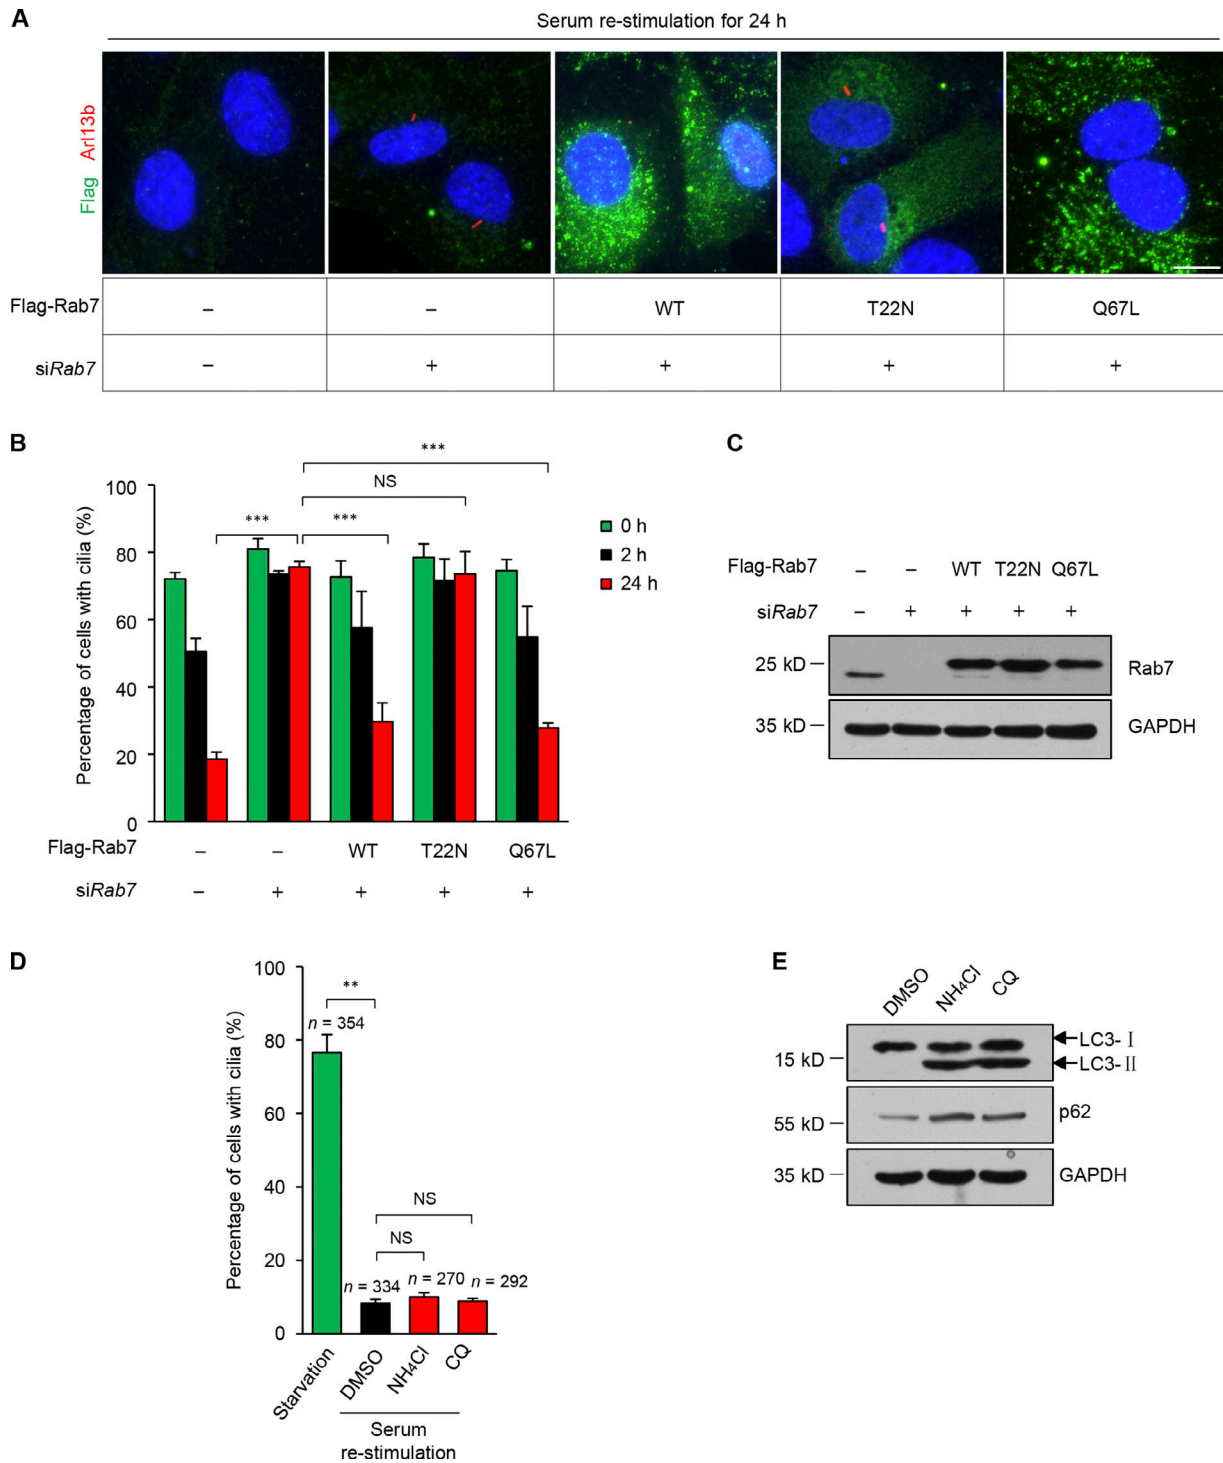 A
Serum re-stimulation for 24 h
Flag Arl13b
Flag-Rab7 – – WT T22N Q67L
siRab7 – + + + +
B
***
NS
*** ***
Percentage of cells with cilia (%)
100
80
60
40
20
0
0 h
2 h
24 h
Flag-Rab7 – – WT T22N Q67L
siRab7 – + + + +
C
Flag-Rab7 – – WT T22N Q67L
siRab7 – + + + +
25 kD Rab7
35 kD GAPDH
D
Percentage of cells with cilia (%)
100
80
60
40
20
0
**
n = 354
NS
NS
n = 334 n = 270 n = 292
Starvation DMSO NH₄Cl CQ
Serum
re-stimulation
E
DMSO NH₄Cl CQ
LC3-Ⅰ
15 kD
LC3-Ⅱ
p62
55 kD
35 kD GAPDH